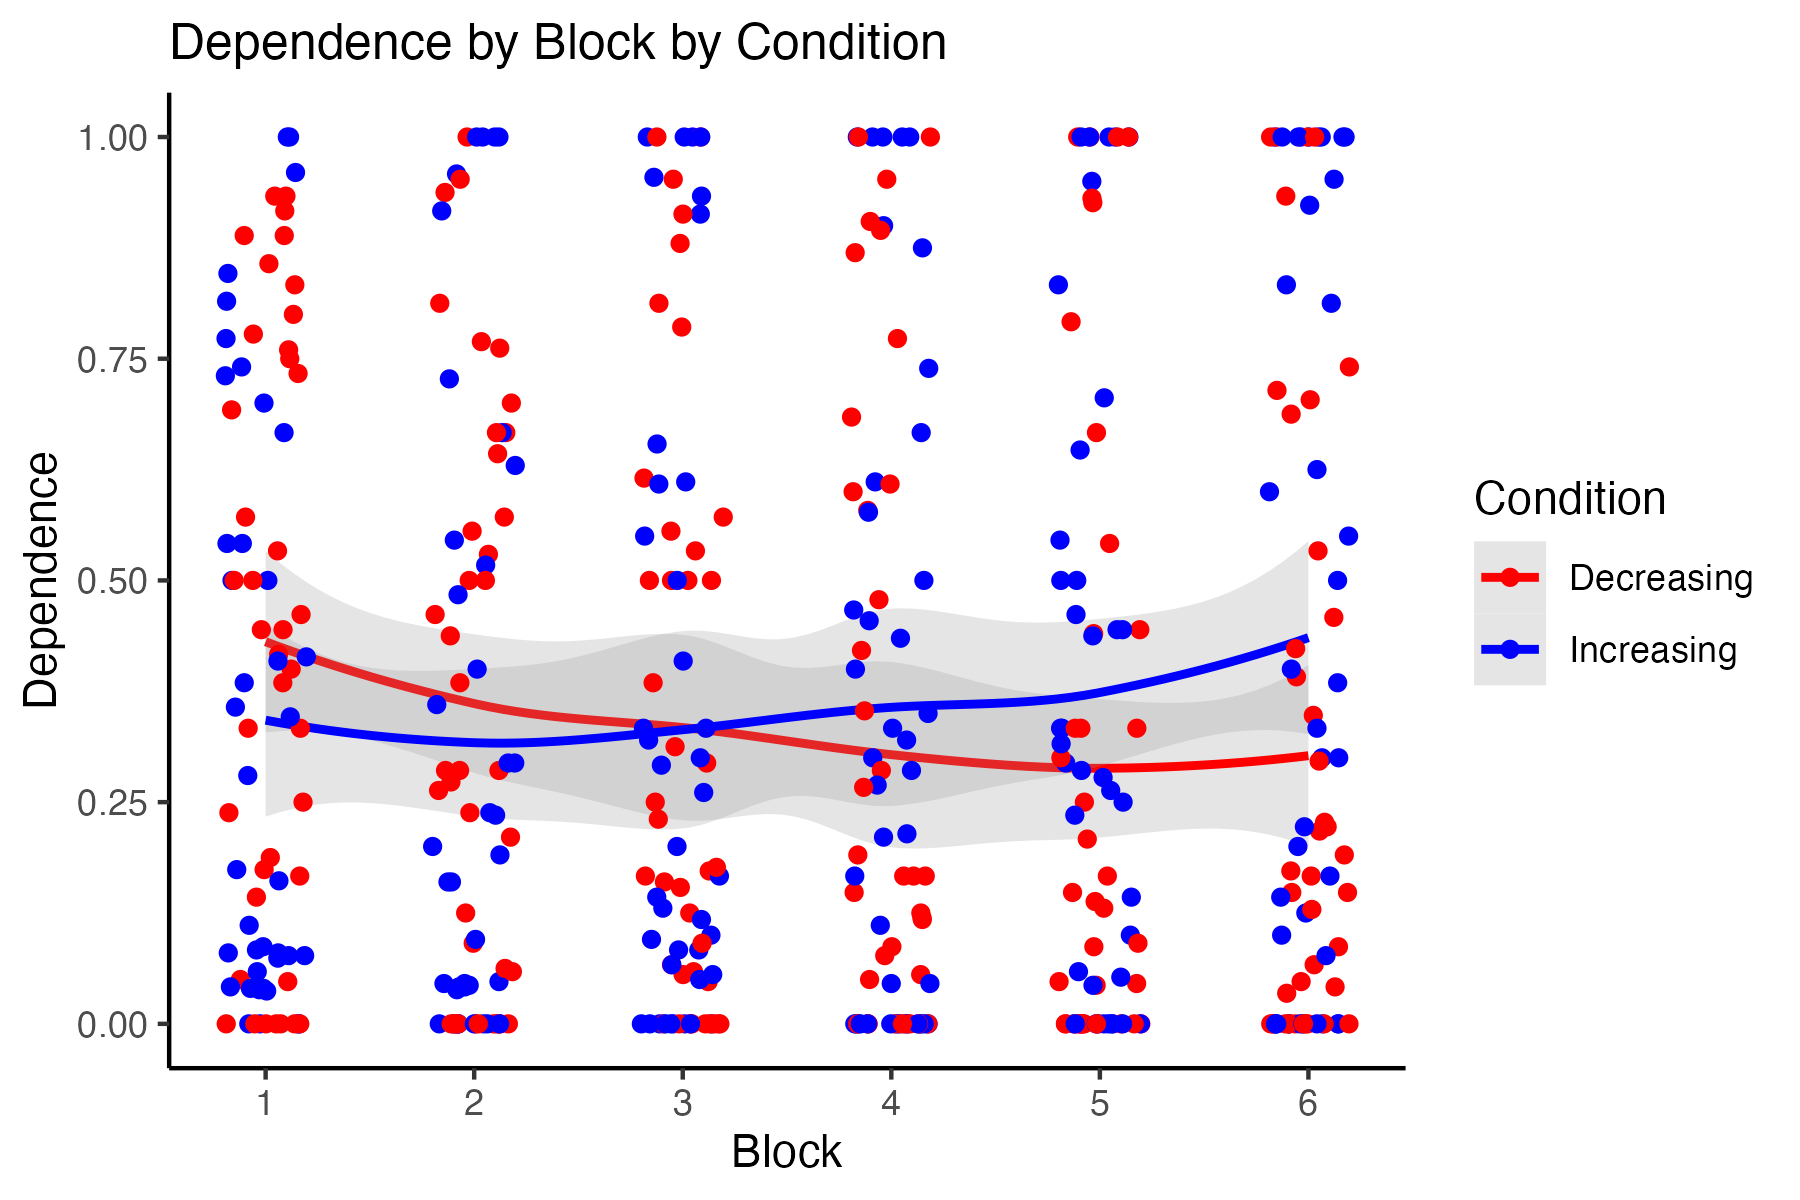 Dependence by Block by Condition
Dependence
1.00
0.75
0.50
0.25
0.00
1 2 3 4 5 6
Block
Condition
Decreasing
Increasing